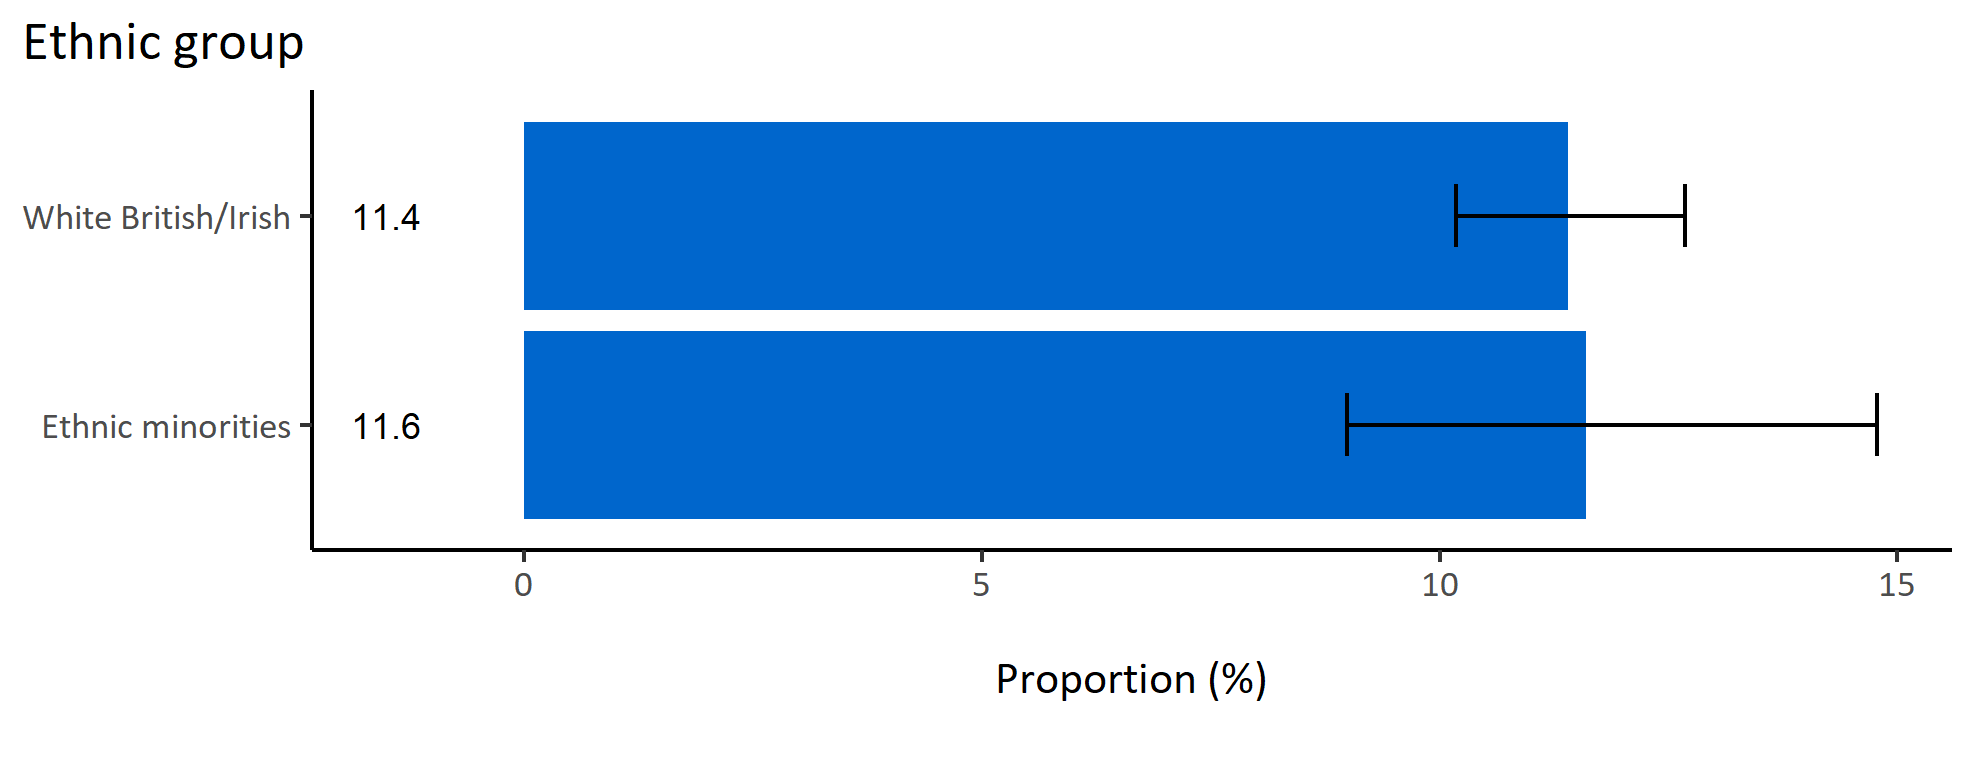 Ethnic group
White British/Irish 11.4
Ethnic minorities 11.6
0 5 10 15
Proportion (%)